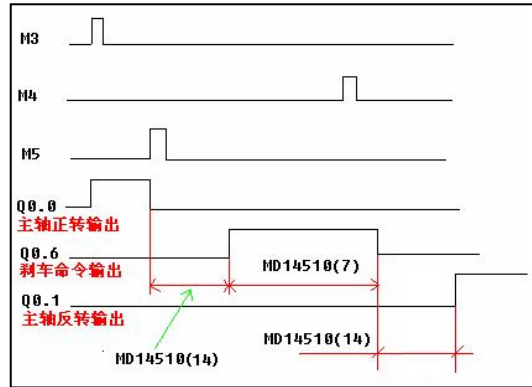 M3
M4
M5
Q0.0
主轴正转输出
Q0.6
刹车命令输出
MD14510(7)
Q0.1
主轴反转输出
MD14510(14)
MD14510(14)